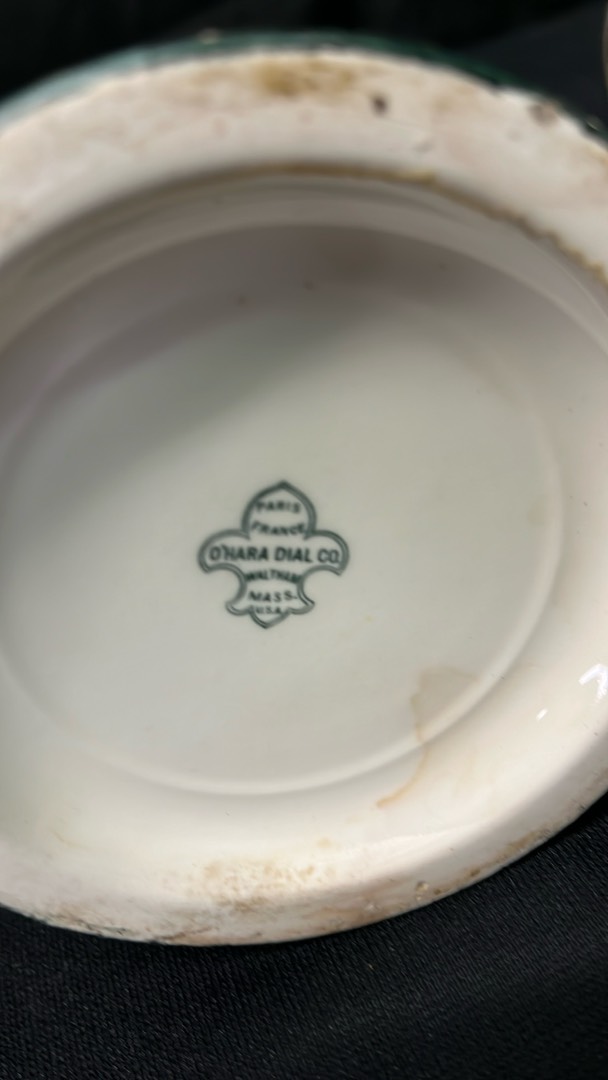 PARIS
FRANCE
O'HARA DIAL CO.
WALTHAM
MASS.
U.S.A.